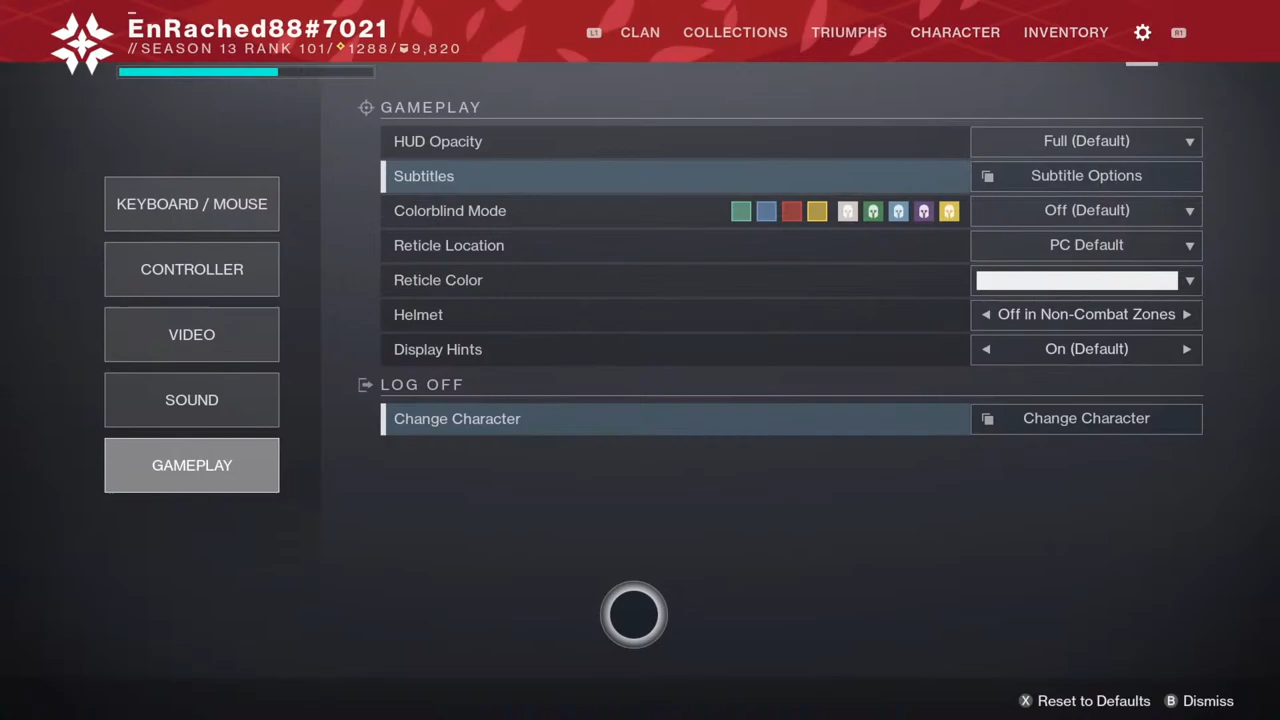 EnRached88#7021
//SEASON 13 RANK 101/1288/9,820
L1 CLAN COLLECTIONS TRIUMPHS CHARACTER INVENTORY R1
GAMEPLAY
HUD Opacity Full (Default)
Subtitles Subtitle Options
Colorblind Mode Off (Default)
Reticle Location PC Default
Reticle Color
Helmet Off in Non-Combat Zones
Display Hints On (Default)
LOG OFF
Change Character Change Character
KEYBOARD / MOUSE
CONTROLLER
VIDEO
SOUND
GAMEPLAY
X Reset to Defaults B Dismiss